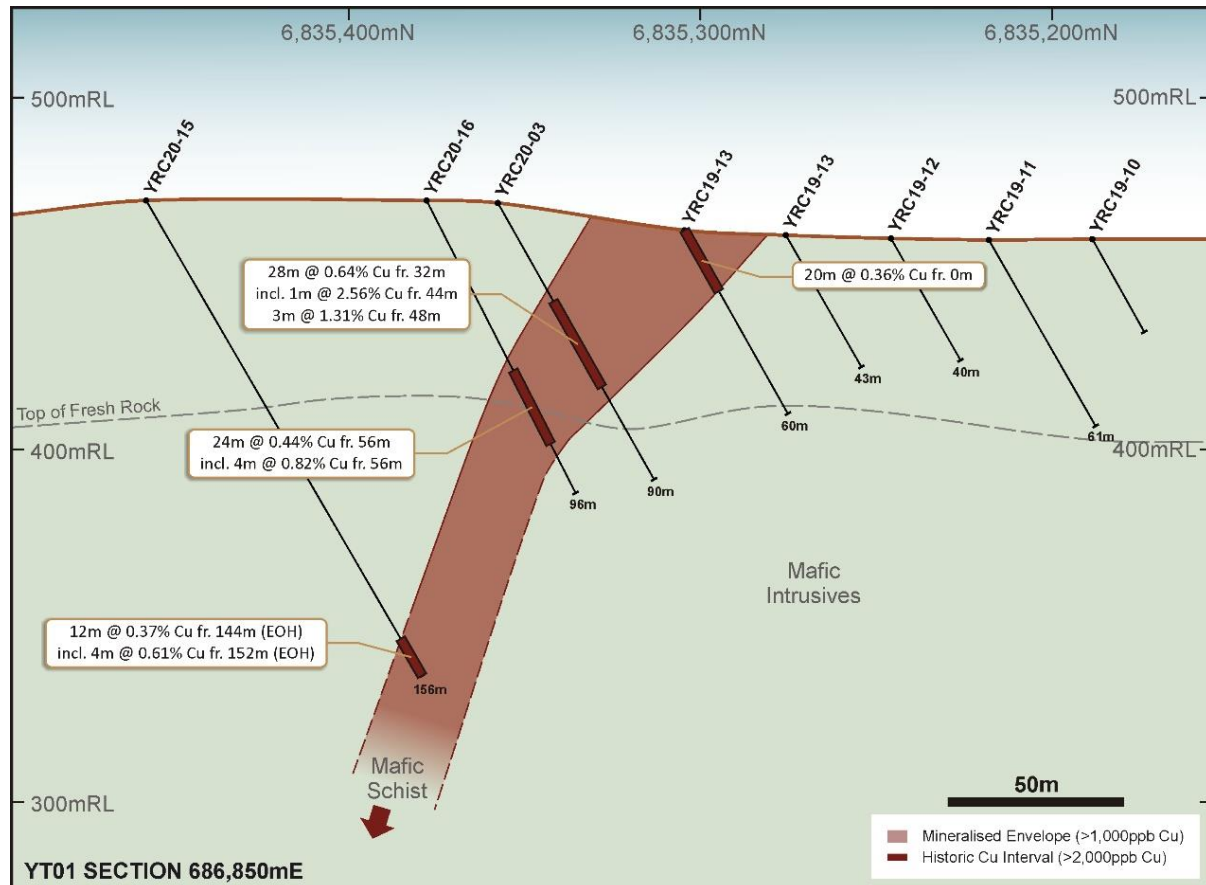 6,835,400mN
6,835,300mN
6,835,200mN
500mRL
500mRL
YRC20-15
YRC20-16
YRC20-03
YRC19-13
YRC19-13
YRC19-12
YRC19-11
YRC19-10
28m @ 0.64% Cu fr. 32m
incl. 1m @ 2.56% Cu fr. 44m
3m @ 1.31% Cu fr. 48m
20m @ 0.36% Cu fr. 0m
43m
40m
Top of Fresh Rock
60m
61m
24m @ 0.44% Cu fr. 56m
incl. 4m @ 0.82% Cu fr. 56m
400mRL
400mRL
96m
90m
Mafic
Intrusives
12m @ 0.37% Cu fr. 144m (EOH)
incl. 4m @ 0.61% Cu fr. 152m (EOH)
156m
Mafic
Schist
300mRL
50m
Mineralised Envelope (>1,000ppb Cu)
Historic Cu Interval (>2,000ppb Cu)
YT01 SECTION 686,850mE